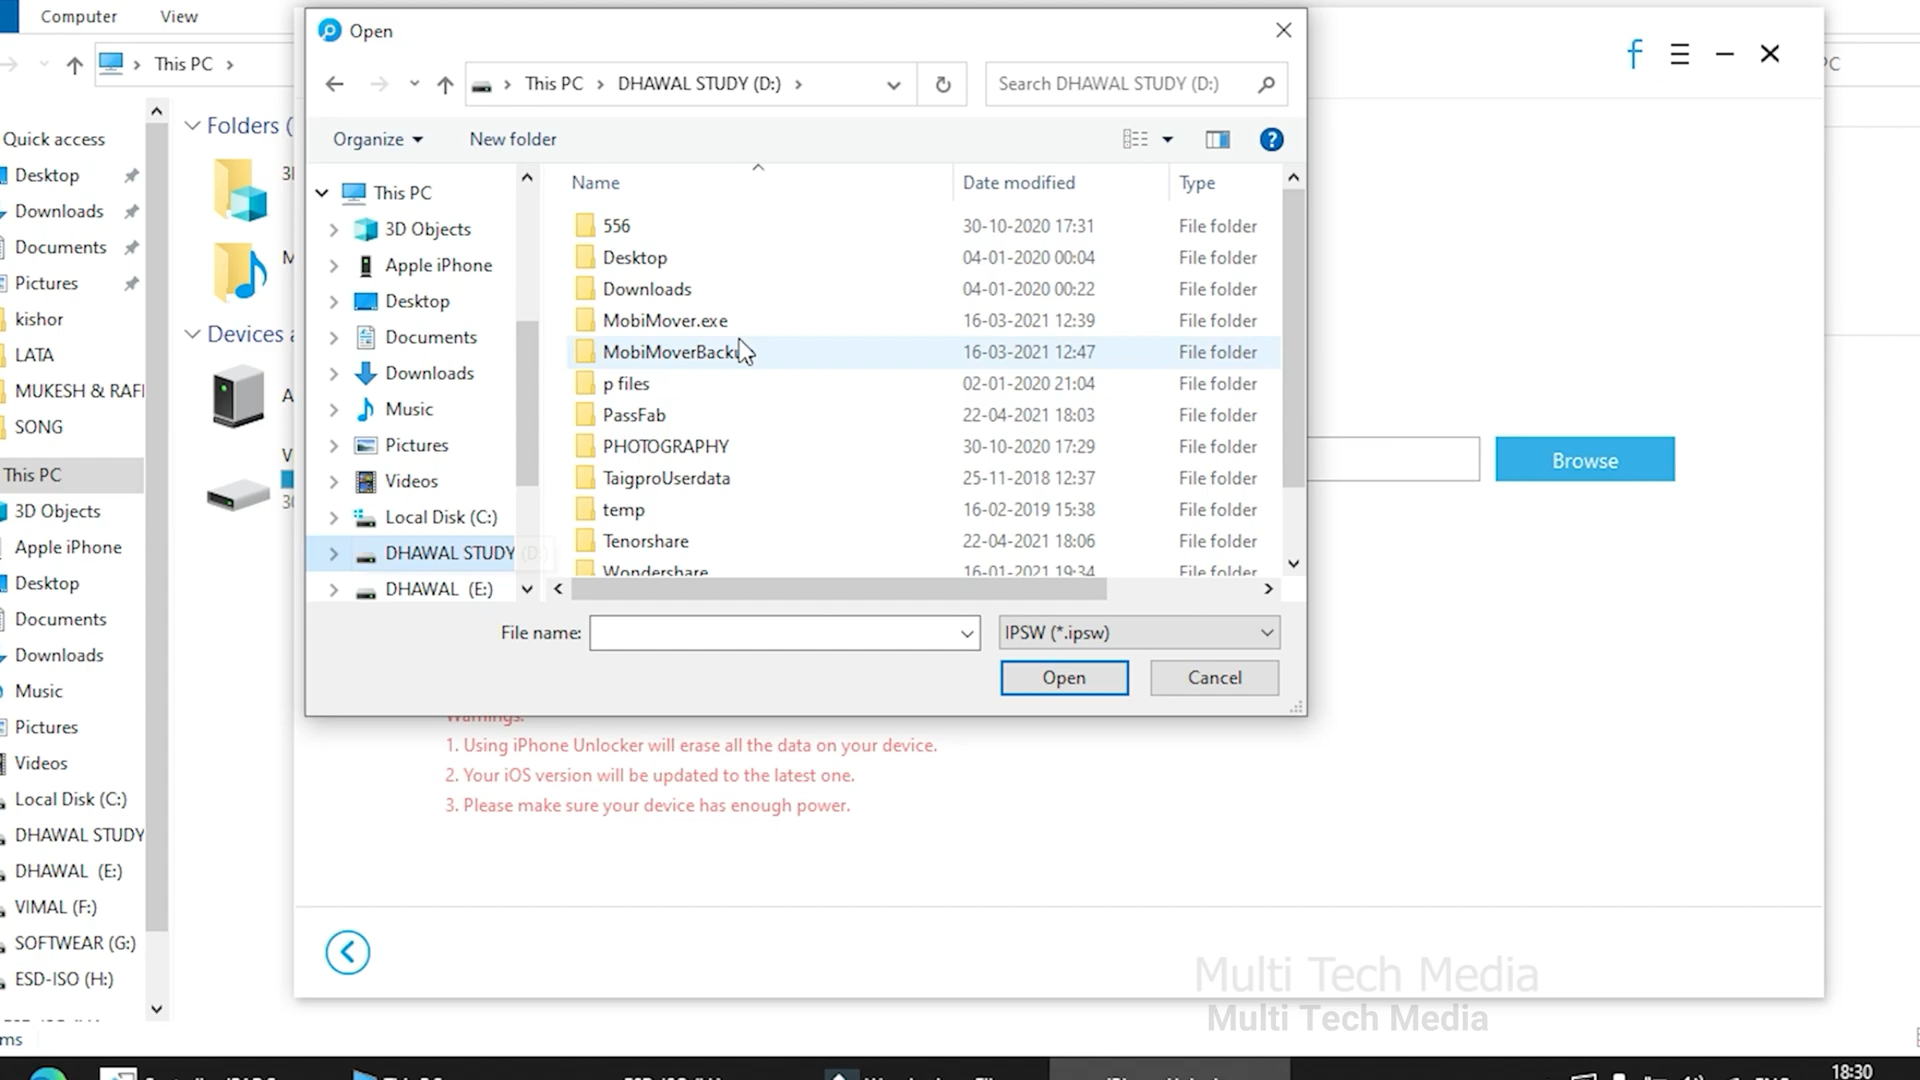 Computer View
This PC
Quick access
Desktop
Downloads
Documents
Pictures
kishor
LATA
MUKESH & RAFI
SONG
This PC
3D Objects
Apple iPhone
Desktop
Documents
Downloads
Music
Pictures
Videos
Local Disk (C:)
DHAWAL STUDY
DHAWAL (E:)
VIMAL (F:)
SOFTWEAR (G:)
ESD-ISO (H:)
Folders (
Devices a
Open
This PC DHAWAL STUDY (D:) Search DHAWAL STUDY (D:)
Organize New folder
This PC
3D Objects
Apple iPhone
Desktop
Documents
Downloads
Music
Pictures
Videos
Local Disk (C:)
DHAWAL STUDY (D:
DHAWAL (E:)
Name Date modified Type
556 30-10-2020 17:31 File folder
Desktop 04-01-2020 00:04 File folder
Downloads 04-01-2020 00:22 File folder
MobiMover.exe 16-03-2021 12:39 File folder
MobiMoverBacku 16-03-2021 12:47 File folder
p files 02-01-2020 21:04 File folder
PassFab 22-04-2021 18:03 File folder
PHOTOGRAPHY 30-10-2020 17:29 File folder
TaigproUserdata 25-11-2018 12:37 File folder
temp 16-02-2019 15:38 File folder
Tenorshare 22-04-2021 18:06 File folder
Wondershare 16-01-2021 19:34 File folder
File name: IPSW (*.ipsw)
Open Cancel
Browse
Warnings:
1. Using iPhone Unlocker will erase all the data on your device.
2. Your iOS version will be updated to the latest one.
3. Please make sure your device has enough power.
Multi Tech Media
Multi Tech Media
18:30